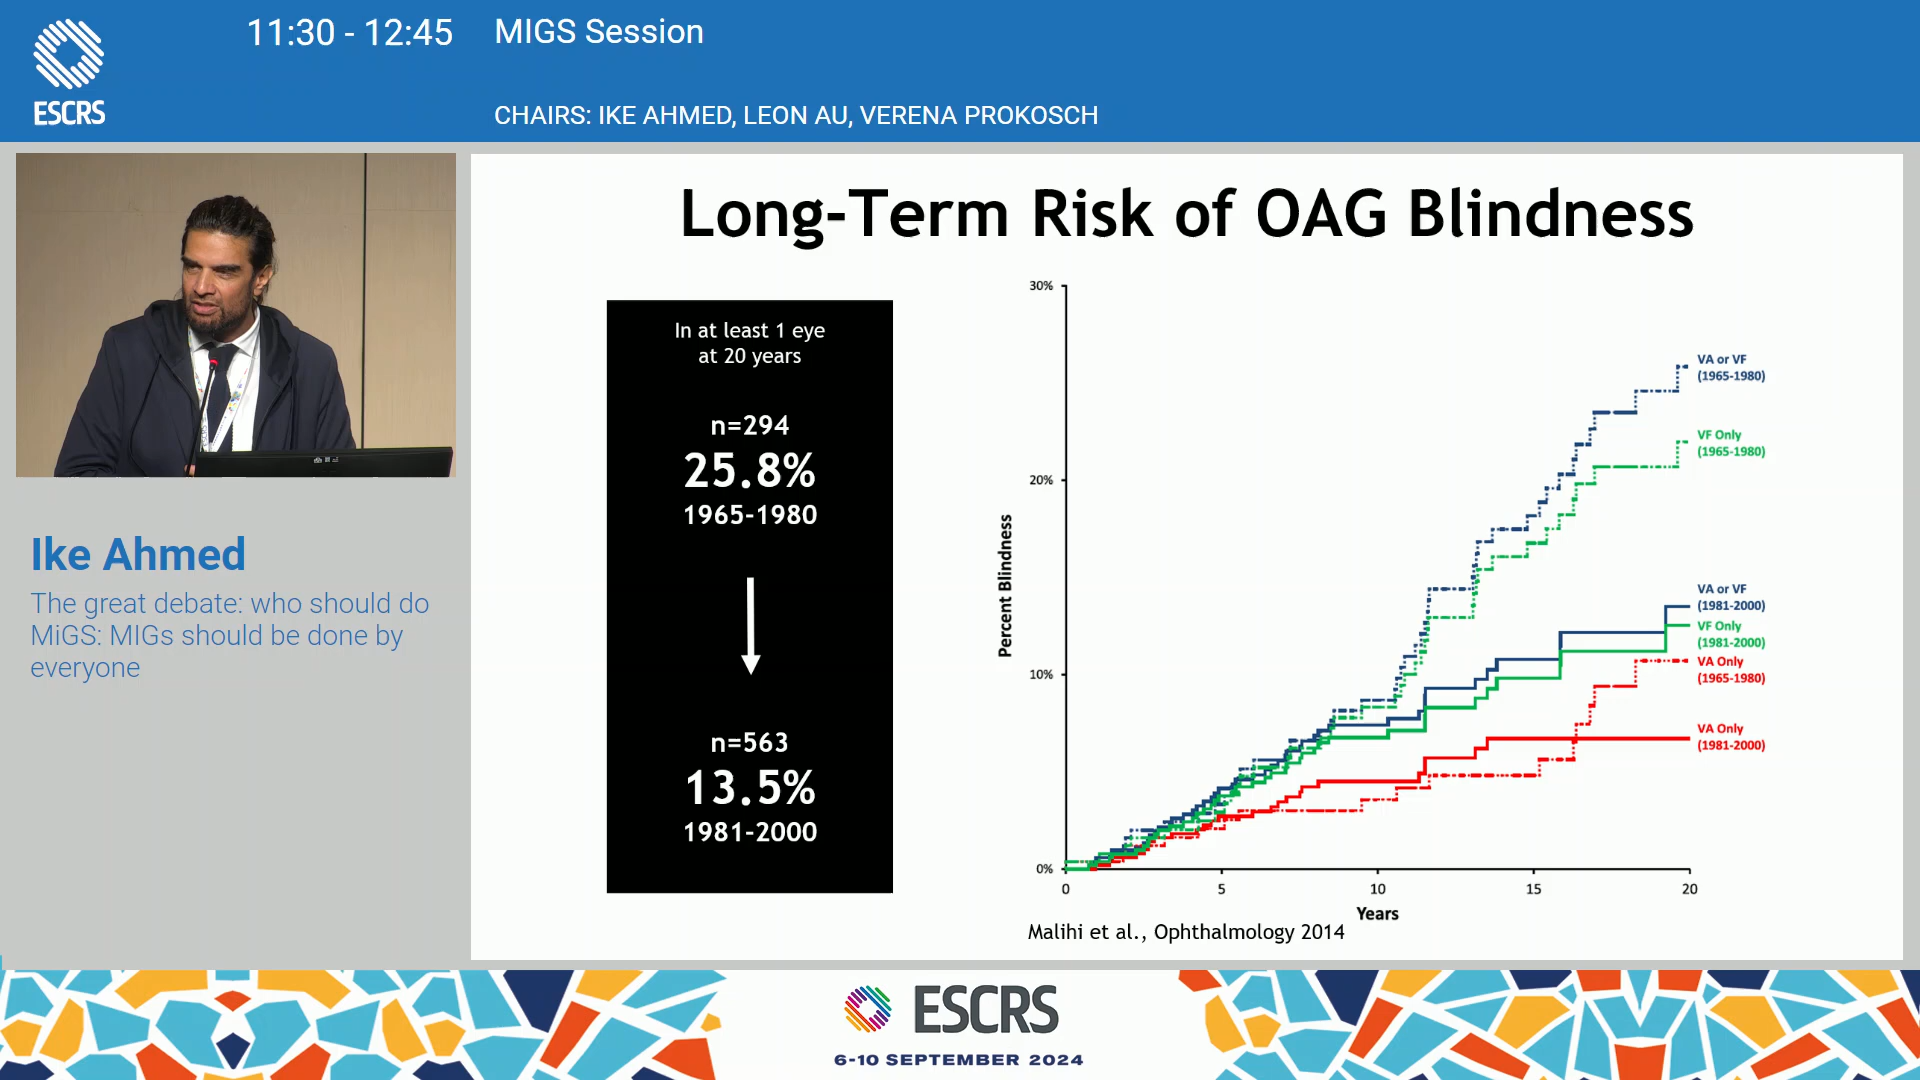 ESCRS
11:30 - 12:45
MIGS Session
CHAIRS: IKE AHMED, LEON AU, VERENA PROKOSCH
Ike Ahmed
The great debate: who should do
MiGS: MIGs should be done by
everyone
Long-Term Risk of OAG Blindness
In at least 1 eye
at 20 years
n=294
25.8%
1965-1980
n=563
13.5%
1981-2000
Percent Blindness
30%
20%
10%
0%
0
5
10
15
20
Years
VA or VF
(1965-1980)
VF Only
(1965-1980)
VA or VF
(1981-2000)
VF Only
(1981-2000)
VA Only
(1965-1980)
VA Only
(1981-2000)
Malihi et al., Ophthalmology 2014
ESCRS
6-10 SEPTEMBER 2024